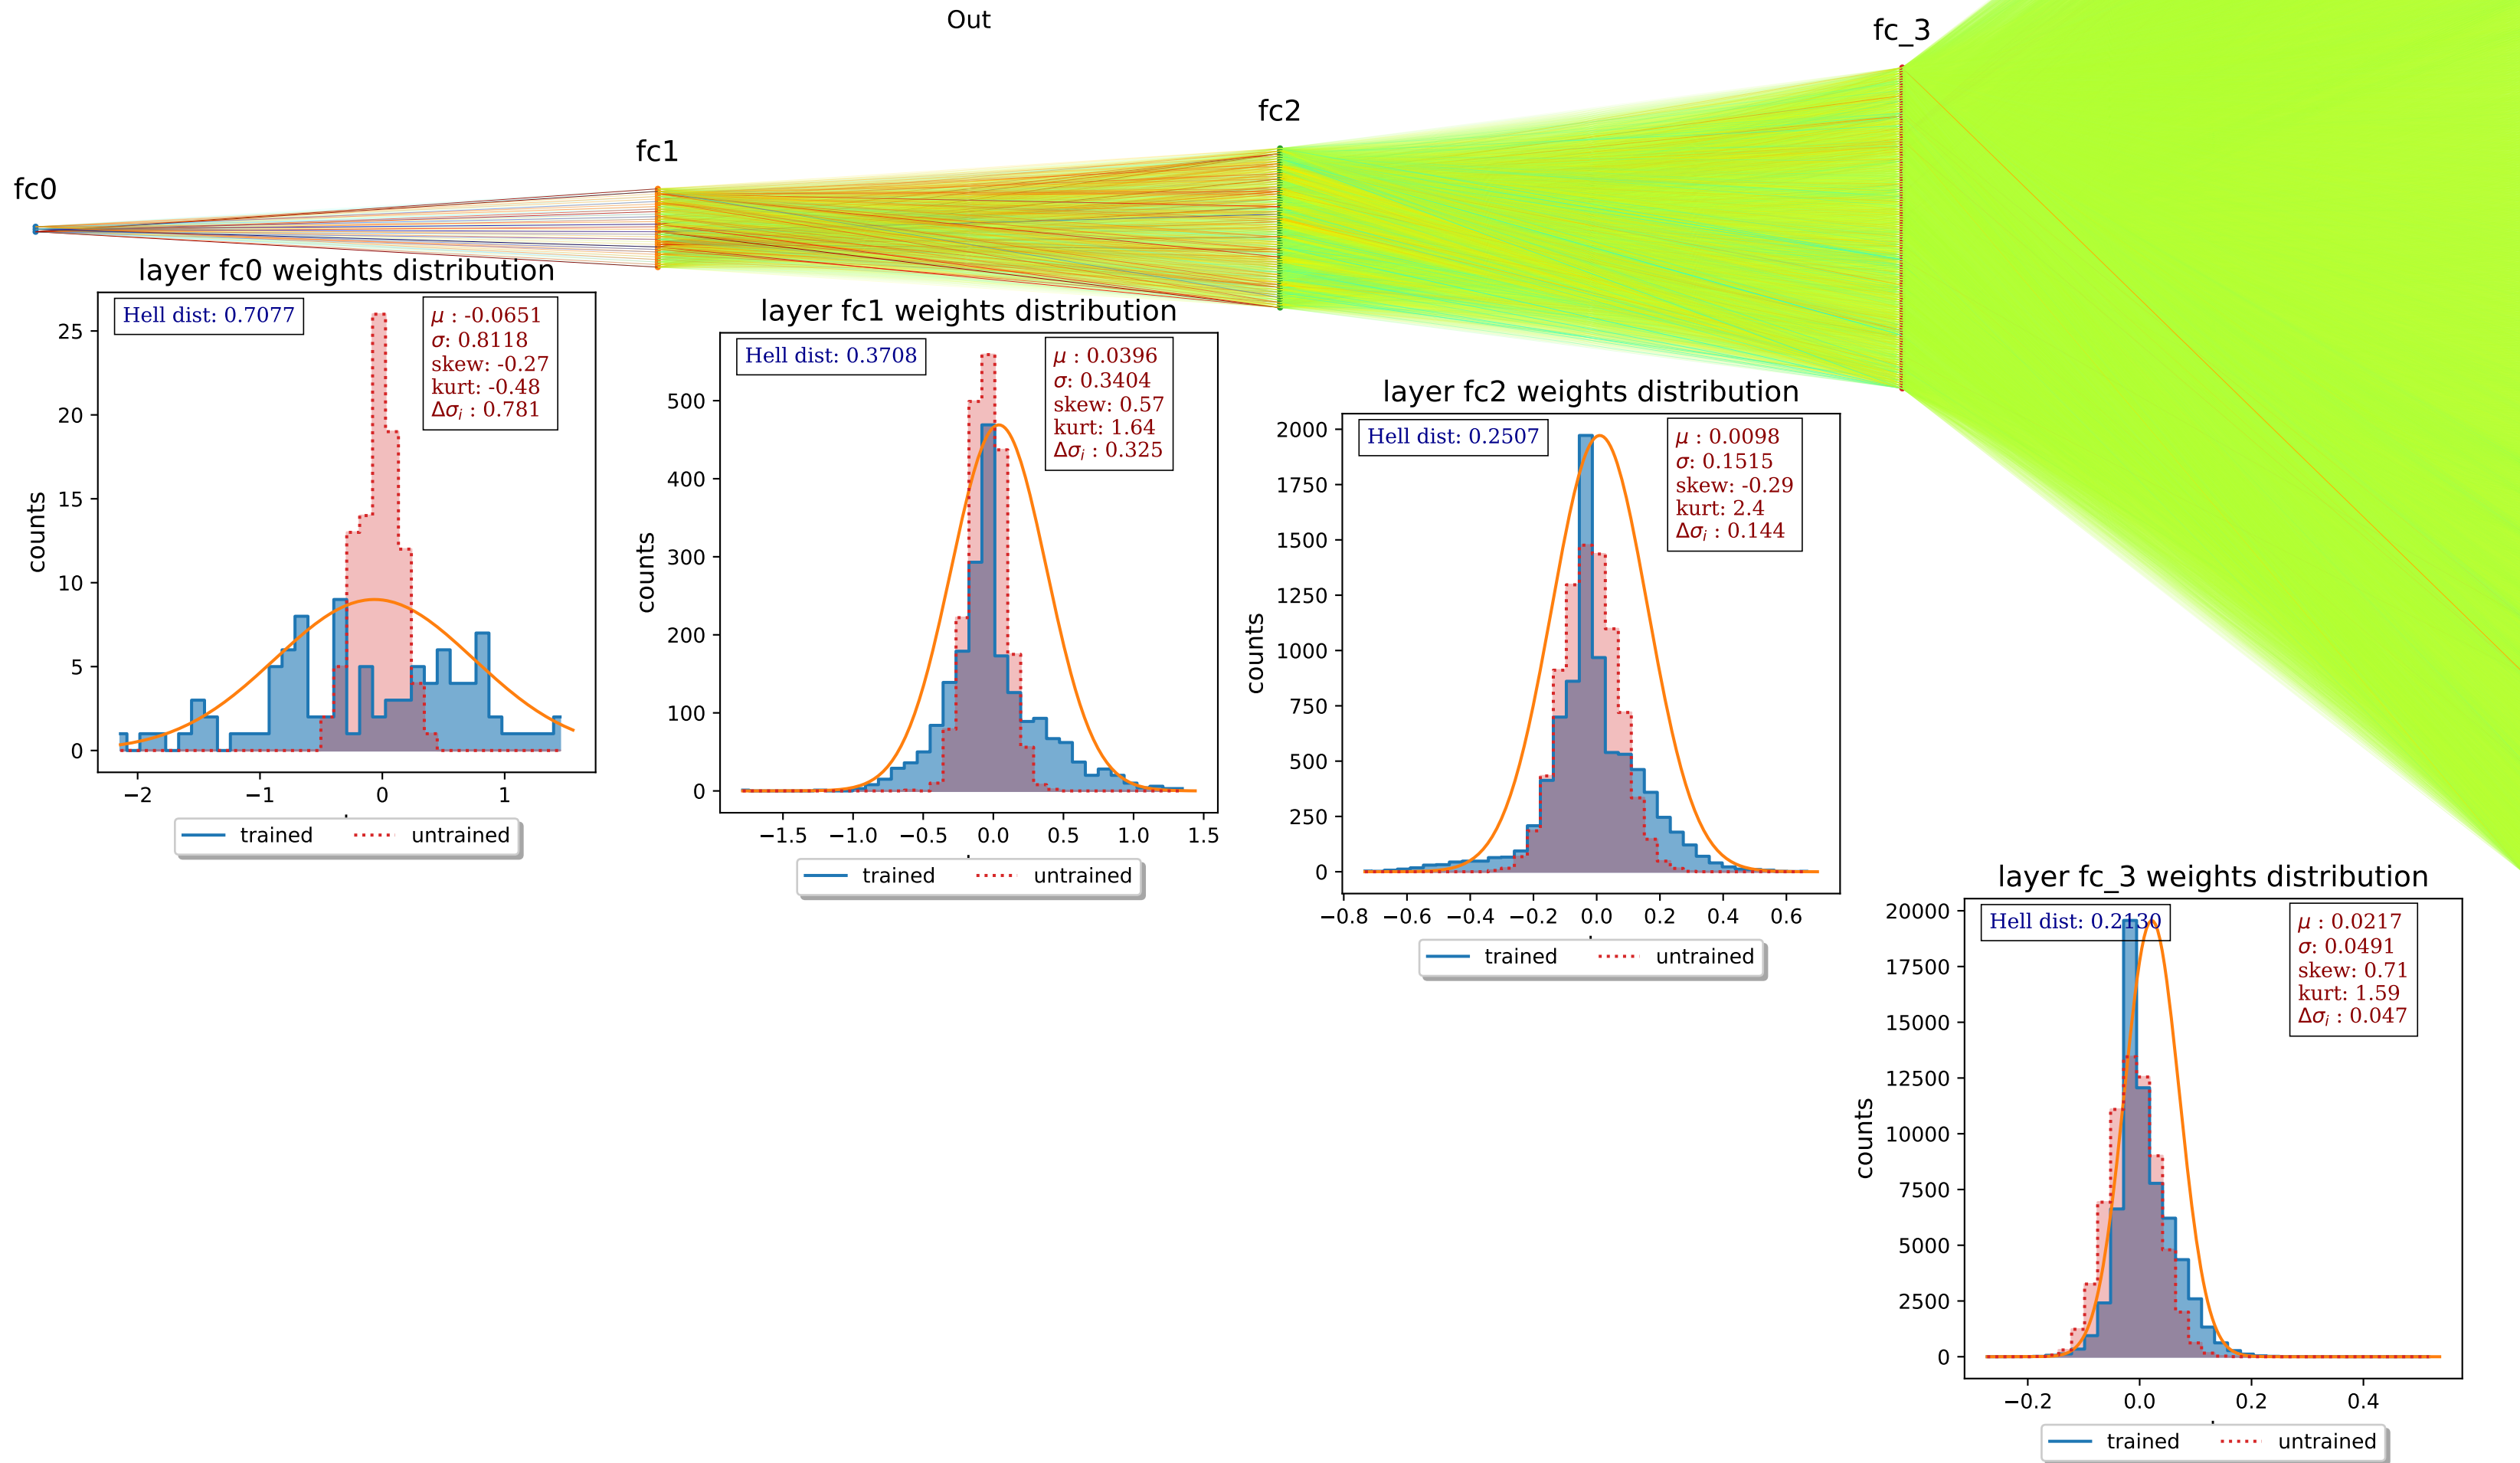 Out
fc_3
fc2
fc1
fc0
layer fc0 weights distribution
Hell dist: 0.7077
μ : -0.0651
σ: 0.8118
skew: -0.27
kurt: -0.48
Δσi : 0.781
counts
25
20
15
10
5
0
−2 −1 0 1
trained untrained
layer fc1 weights distribution
Hell dist: 0.3708
μ : 0.0396
σ: 0.3404
skew: 0.57
kurt: 1.64
Δσi : 0.325
counts
500
400
300
200
100
0
−1.5 −1.0 −0.5 0.0 0.5 1.0 1.5
trained untrained
layer fc2 weights distribution
Hell dist: 0.2507
μ : 0.0098
σ: 0.1515
skew: -0.29
kurt: 2.4
Δσi : 0.144
counts
2000
1750
1500
1250
1000
750
500
250
0
−0.8 −0.6 −0.4 −0.2 0.0 0.2 0.4 0.6
trained untrained
layer fc_3 weights distribution
Hell dist: 0.2130
μ : 0.0217
σ: 0.0491
skew: 0.71
kurt: 1.59
Δσi : 0.047
counts
20000
17500
15000
12500
10000
7500
5000
2500
0
−0.2 0.0 0.2 0.4
trained untrained